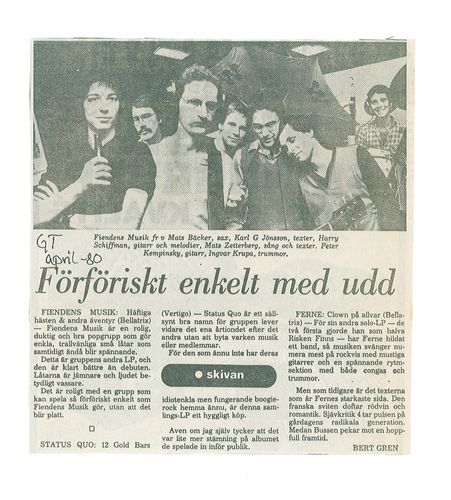 Fiendens Musik fr v Mats Bäcker, sax, Karl G Jönsson, texter, Harry
Schiffman, gitarr och melodier, Mats Zetterberg, sång och texter. Peter
Kempinsky, gitarr, Ingvar Krupa, trummor.
GT
april -80
Förföriskt enkelt med udd
FIENDENS MUSIK: Häftiga
hästen & andra äventyr (Bellatrix)
— Fiendens Musik är en rolig,
duktig och bra popgrupp som gör
enkla, trallvänliga små låtar som
samtidigt ändå blir spännande.
Detta är gruppens andra LP, och
den är klart bättre än debuten.
Låtarna är jämnare och ljudet be-
tydligt vassare.
Det är roligt med en grupp som
kan spela så förföriskt enkelt som
Fiendens Musik gör, utan att det
blir platt.
STATUS QUO: 12 Gold Bars
(Vertigo) — Status Quo är ett säll-
synt bra namn för gruppen lever
vidare det ena årtiondet efter det
andra utan att byta varken musik
eller medlemmar.
För den som ännu inte har deras
• skivan
idiotenkla men fungerande boogie-
rock hemma ännu, är denna sam-
lings-LP ett hyggligt köp.
Även om jag själv tycker att det
var lite mer stämning på albumet
de spelade in inför publik.
FERNE: Clown på alivar (Bella-
trix) — För sin andra solo-LP — de
två första gjorde han som halva
Risken Finns — har Ferne bildat
ett band, så musiken svänger nu-
mera mest på rockvis med mustiga
gitarrer och en spännande rytm-
sektion med både congas och
trummor.
Men som tidigare är det texterna
som är Fernes starkaste sida. Den
franska sviten doftar rödvin och
romantik. Självkritik 4 tar pulsen på
gårdagens radikala generation.
Medan Bussen pekar mot en hopp-
full framtid.
BERT GREN